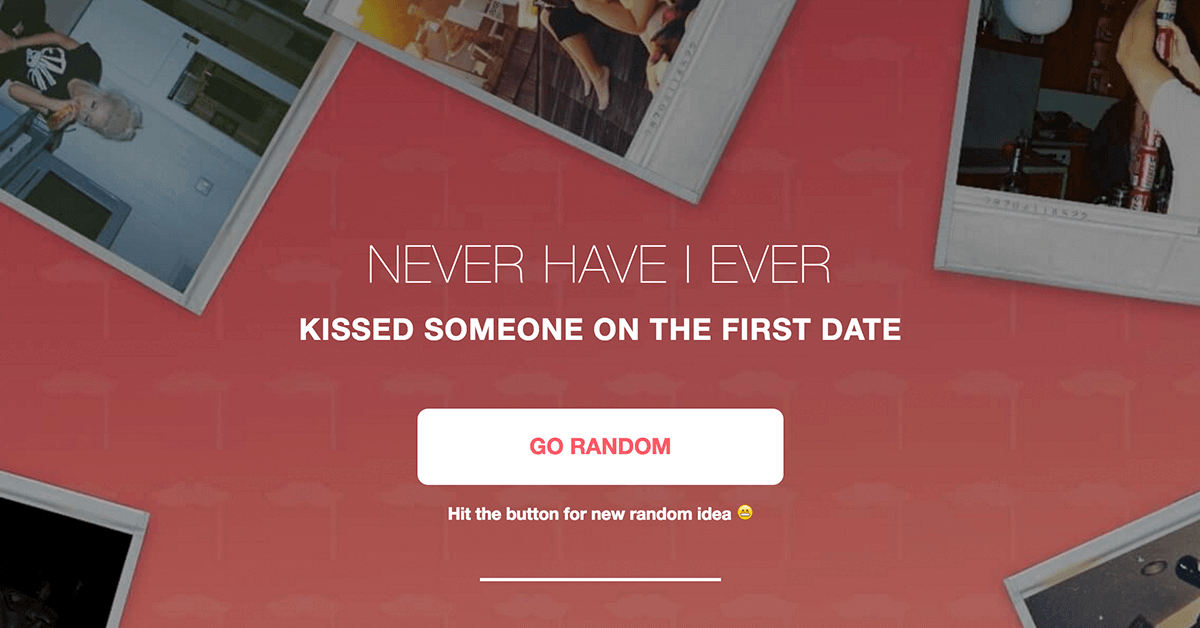 NEVER HAVE I EVER
KISSED SOMEONE ON THE FIRST DATE
GO RANDOM
Hit the button for new random idea 😁